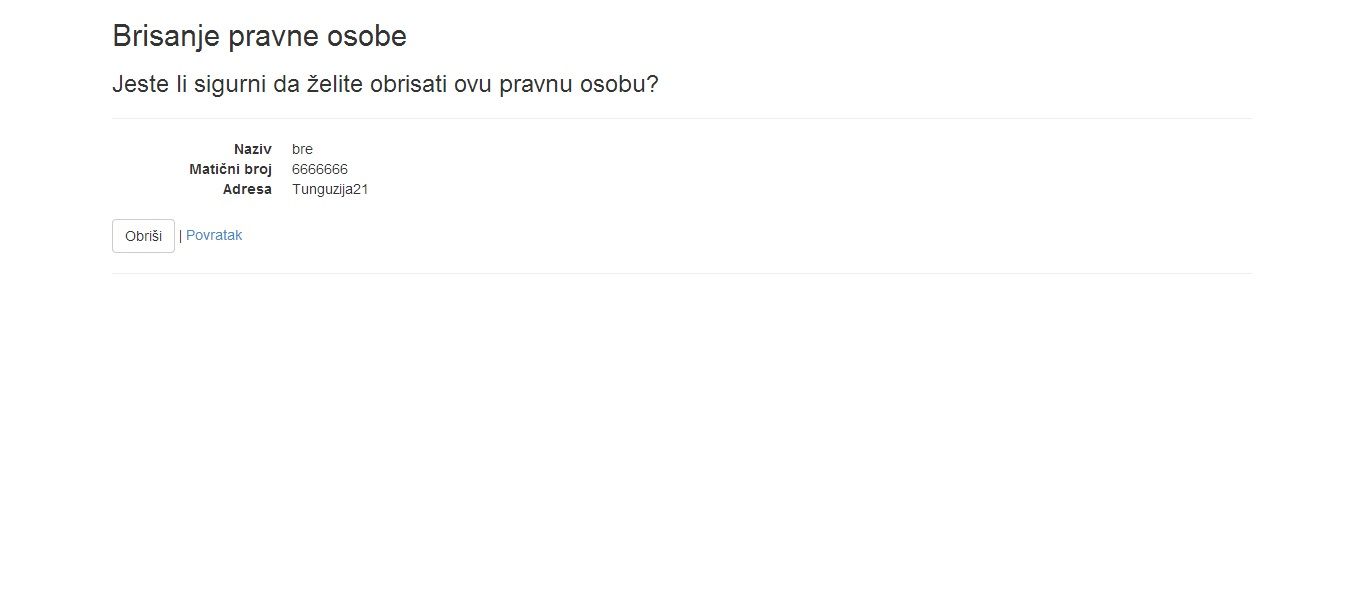 Brisanje pravne osobe
Jeste li sigurni da želite obrisati ovu pravnu osobu?
Naziv bre
Matični broj 6666666
Adresa Tunguzija21
Obriši | Povratak